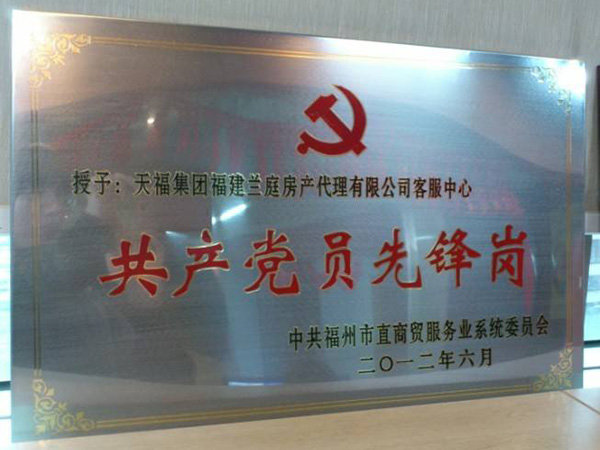 授予：天福集团福建兰庭房产代理有限公司客服中心
共产党员先锋岗
中共福州市直商贸服务业系统委员会
二〇一二年六月